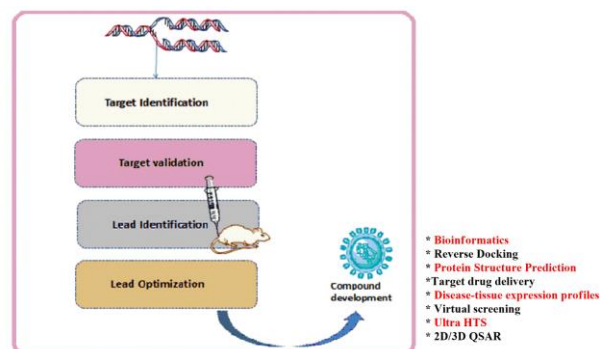 Target Identification
Target validation
Lead Identification
Lead Optimization
Compound
development
* Bioinformatics
* Reverse Docking
* Protein Structure Prediction
*Target drug delivery
* Disease-tissue expression profiles
* Virtual screening
* Ultra HTS
* 2D/3D QSAR